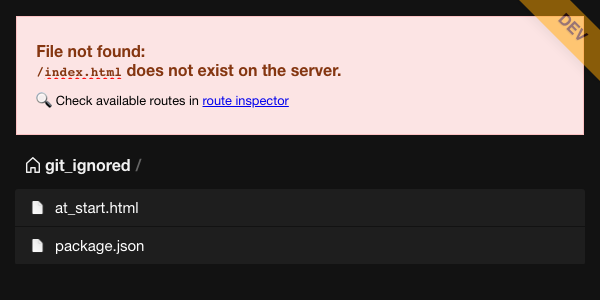 DEV
File not found:
/index.html does not exist on the server.
🔍 Check available routes in route inspector
git_ignored /
at_start.html
package.json